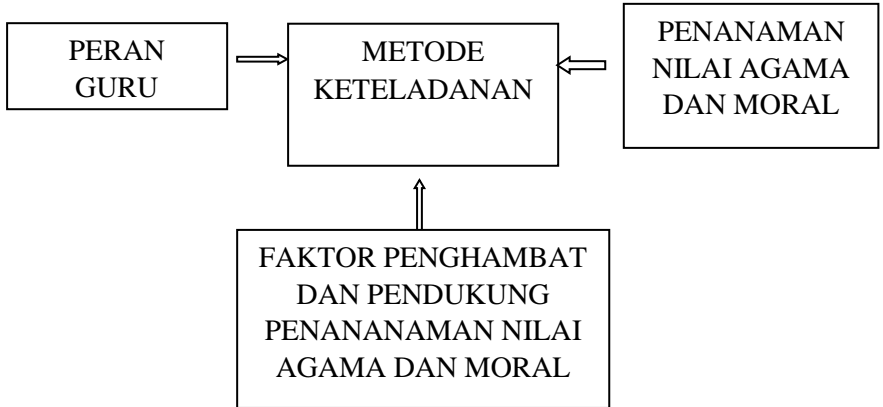 PERAN
GURU
METODE
KETELADANAN
PENANAMAN
NILAI AGAMA
DAN MORAL
FAKTOR PENGHAMBAT
DAN PENDUKUNG
PENANANAMAN NILAI
AGAMA DAN MORAL